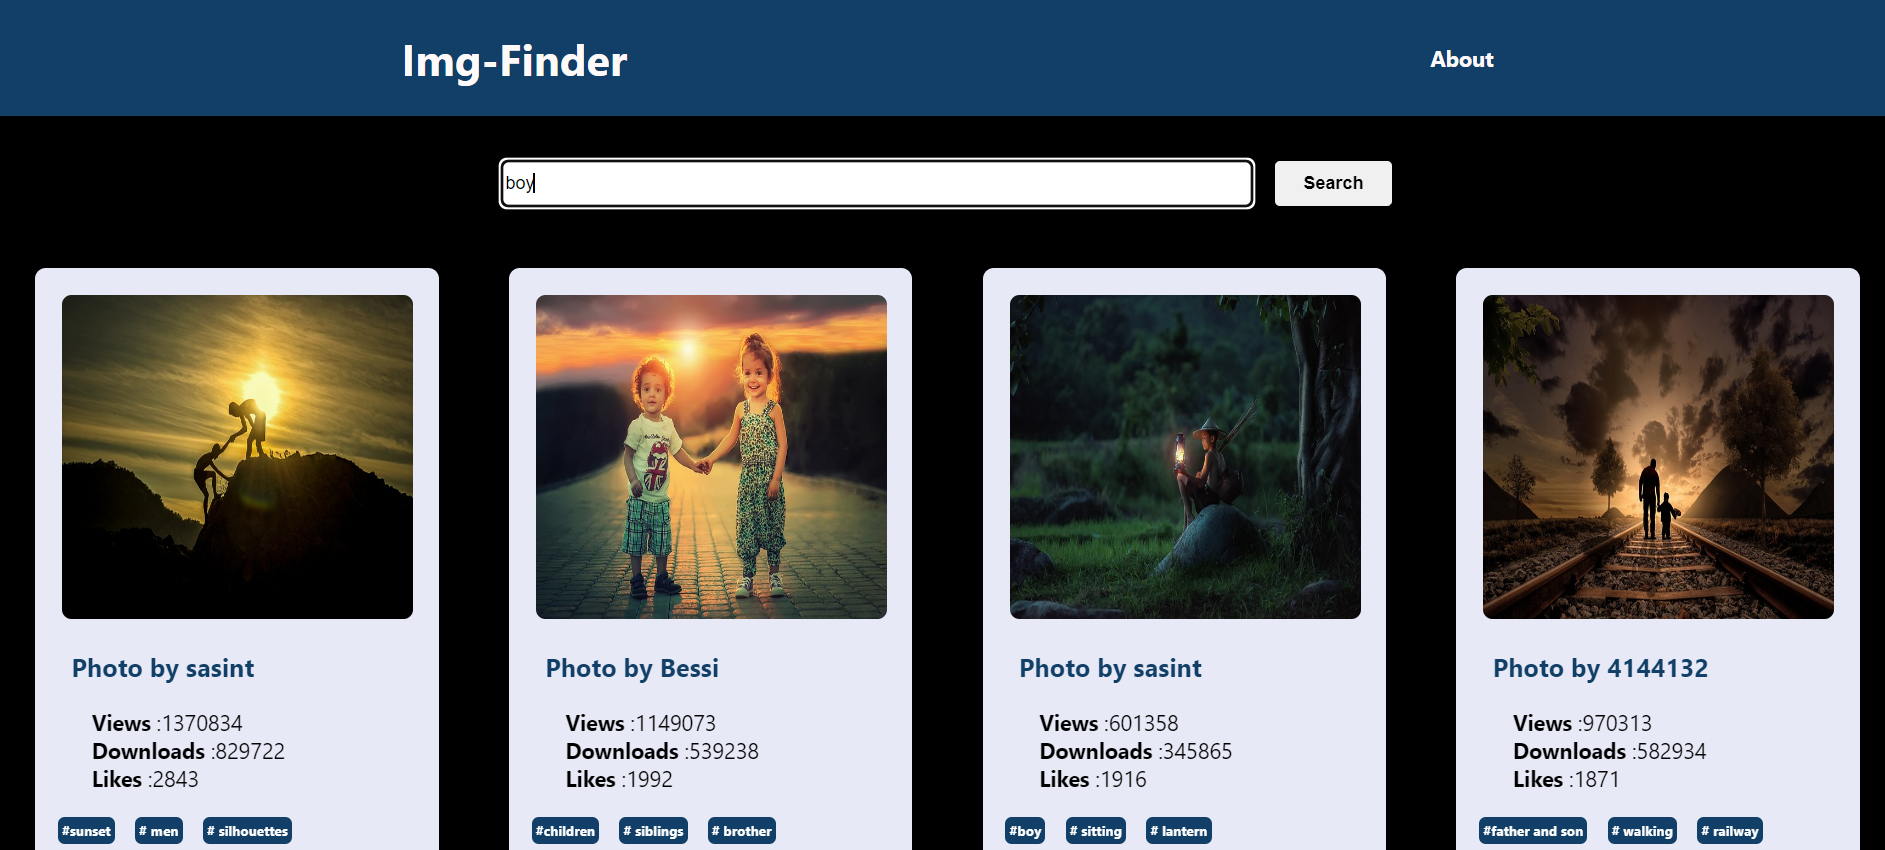 Img-Finder
About
boy
Search
Photo by sasint
Views :1370834
Downloads :829722
Likes :2843
#sunset # men # silhouettes
Photo by Bessi
Views :1149073
Downloads :539238
Likes :1992
#children # siblings # brother
Photo by sasint
Views :601358
Downloads :345865
Likes :1916
#boy # sitting # lantern
Photo by 4144132
Views :970313
Downloads :582934
Likes :1871
#father and son # walking # railway